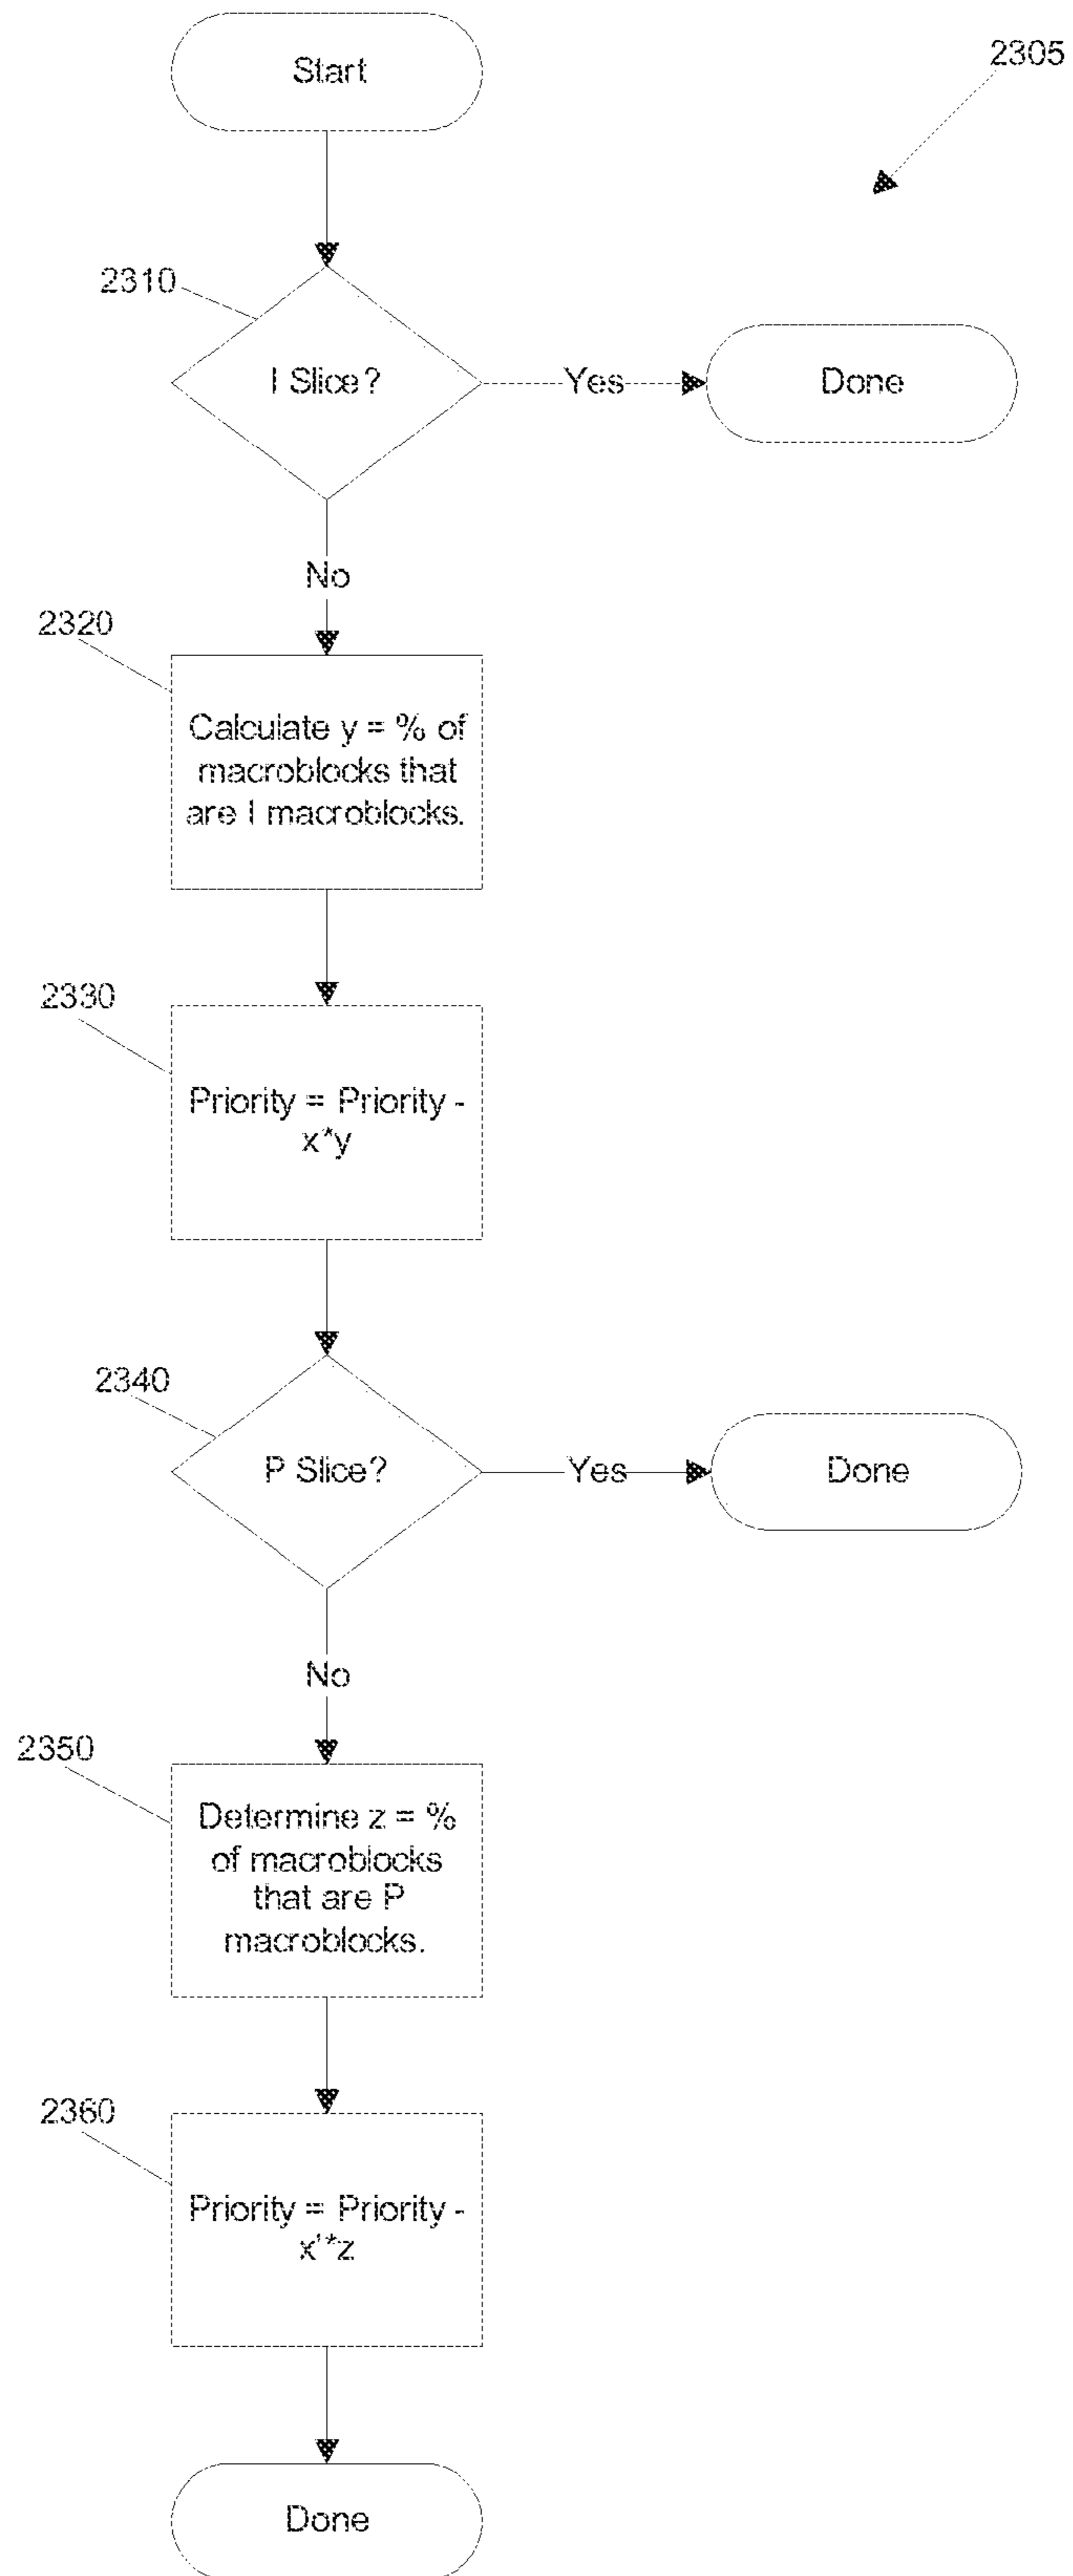 Start
2305
2310
I Slice?
Yes
Done
No
2320
Calculate y = % of
macroblocks that
are I macroblocks.
2330
Priority = Priority -
x*y
2340
P Slice?
Yes
Done
No
2350
Determine z = %
of macroblocks
that are P
macroblocks.
2360
Priority = Priority -
x'*z
Done